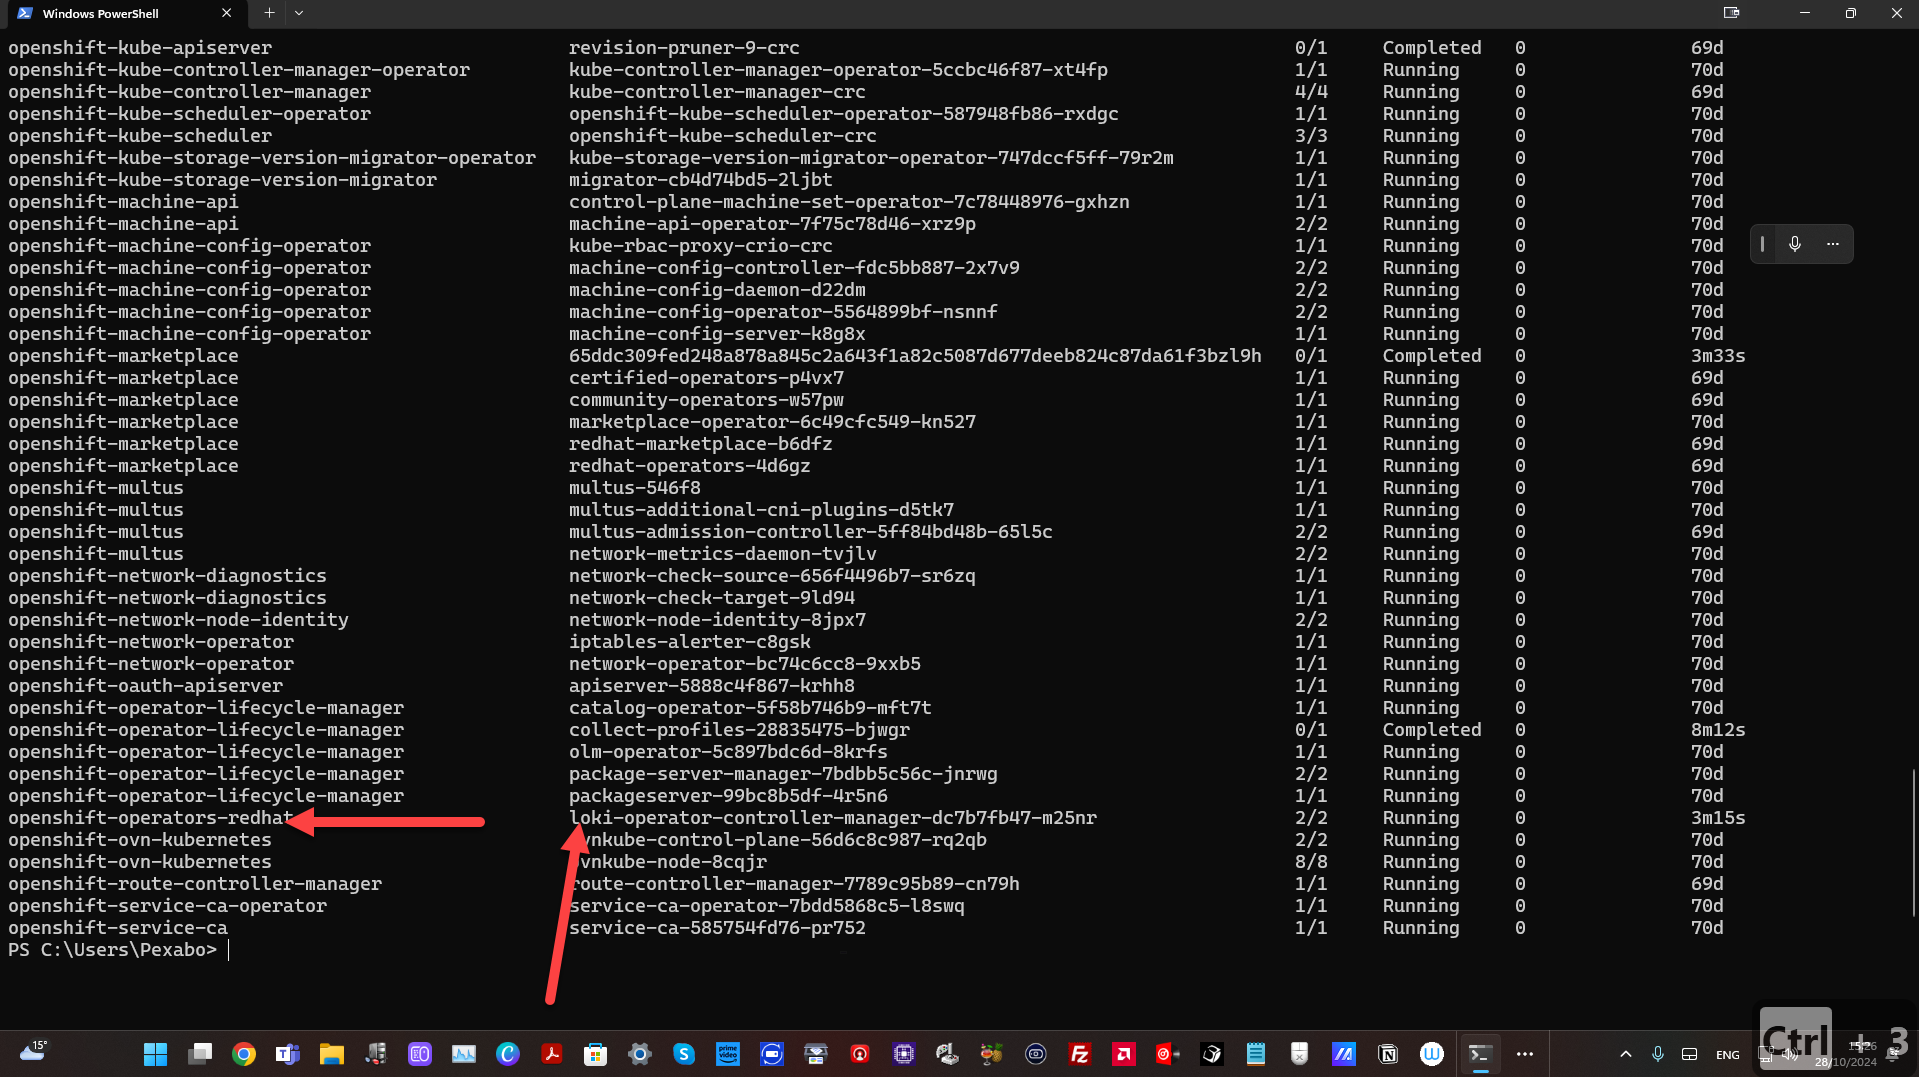 Windows PowerShell
openshift-kube-apiserver revision-pruner-9-crc 0/1 Completed 0 69d
openshift-kube-controller-manager-operator kube-controller-manager-operator-5ccbc46f87-xt4fp 1/1 Running 0 70d
openshift-kube-controller-manager kube-controller-manager-crc 4/4 Running 0 69d
openshift-kube-scheduler-operator openshift-kube-scheduler-operator-587948fb86-rxdgc 1/1 Running 0 70d
openshift-kube-scheduler openshift-kube-scheduler-crc 3/3 Running 0 70d
openshift-kube-storage-version-migrator-operator kube-storage-version-migrator-operator-747dccf5ff-79r2m 1/1 Running 0 70d
openshift-kube-storage-version-migrator migrator-cb4d74bd5-2ljbt 1/1 Running 0 70d
openshift-machine-api control-plane-machine-set-operator-7c78448976-gxhzn 1/1 Running 0 70d
openshift-machine-api machine-api-operator-7f75c78d46-xrz9p 2/2 Running 0 70d
openshift-machine-config-operator kube-rbac-proxy-crio-crc 1/1 Running 0 70d
openshift-machine-config-operator machine-config-controller-fdc5bb887-2x7v9 2/2 Running 0 70d
openshift-machine-config-operator machine-config-daemon-d22dm 2/2 Running 0 70d
openshift-machine-config-operator machine-config-operator-5564899bf-nsnnf 2/2 Running 0 70d
openshift-machine-config-operator machine-config-server-k8g8x 1/1 Running 0 70d
openshift-marketplace 65ddc309fed248a878a845c2a643f1a82c5087d677deeb824c87da61f3bzl9h 0/1 Completed 0 3m33s
openshift-marketplace certified-operators-p4vx7 1/1 Running 0 69d
openshift-marketplace community-operators-w57pw 1/1 Running 0 69d
openshift-marketplace marketplace-operator-6c49cfc549-kn527 1/1 Running 0 70d
openshift-marketplace redhat-marketplace-b6dfz 1/1 Running 0 69d
openshift-marketplace redhat-operators-4d6gz 1/1 Running 0 69d
openshift-multus multus-546f8 1/1 Running 0 70d
openshift-multus multus-additional-cni-plugins-d5tk7 1/1 Running 0 70d
openshift-multus multus-admission-controller-5ff84bd48b-65l5c 2/2 Running 0 69d
openshift-multus network-metrics-daemon-tvjlv 2/2 Running 0 70d
openshift-network-diagnostics network-check-source-656f4496b7-sr6zq 1/1 Running 0 70d
openshift-network-diagnostics network-check-target-9ld94 1/1 Running 0 70d
openshift-network-node-identity network-node-identity-8jpx7 2/2 Running 0 70d
openshift-network-operator iptables-alerter-c8gsk 1/1 Running 0 70d
openshift-network-operator network-operator-bc74c6cc8-9xxb5 1/1 Running 0 70d
openshift-oauth-apiserver apiserver-5888c4f867-krhh8 1/1 Running 0 70d
openshift-operator-lifecycle-manager catalog-operator-5f58b746b9-mft7t 1/1 Running 0 70d
openshift-operator-lifecycle-manager collect-profiles-28835475-bjwgr 0/1 Completed 0 8m12s
openshift-operator-lifecycle-manager olm-operator-5c897bdc6d-8krfs 1/1 Running 0 70d
openshift-operator-lifecycle-manager package-server-manager-7bdbb5c56c-jnrwg 2/2 Running 0 70d
openshift-operator-lifecycle-manager packageserver-99bc8b5df-4r5n6 1/1 Running 0 70d
openshift-operators-redhat loki-operator-controller-manager-dc7b7fb47-m25nr 2/2 Running 0 3m15s
openshift-ovn-kubernetes ovnkube-control-plane-56d6c8c987-rq2qb 2/2 Running 0 70d
openshift-ovn-kubernetes ovnkube-node-8cqjr 8/8 Running 0 70d
openshift-route-controller-manager route-controller-manager-7789c95b89-cn79h 1/1 Running 0 69d
openshift-service-ca-operator service-ca-operator-7bdd5868c5-l8swq 1/1 Running 0 70d
openshift-service-ca service-ca-585754fd76-pr752 1/1 Running 0 70d
PS C:\Users\Pexabo>
15°
prime video
ENG
Ctrl + 3
15:26
28/10/2024